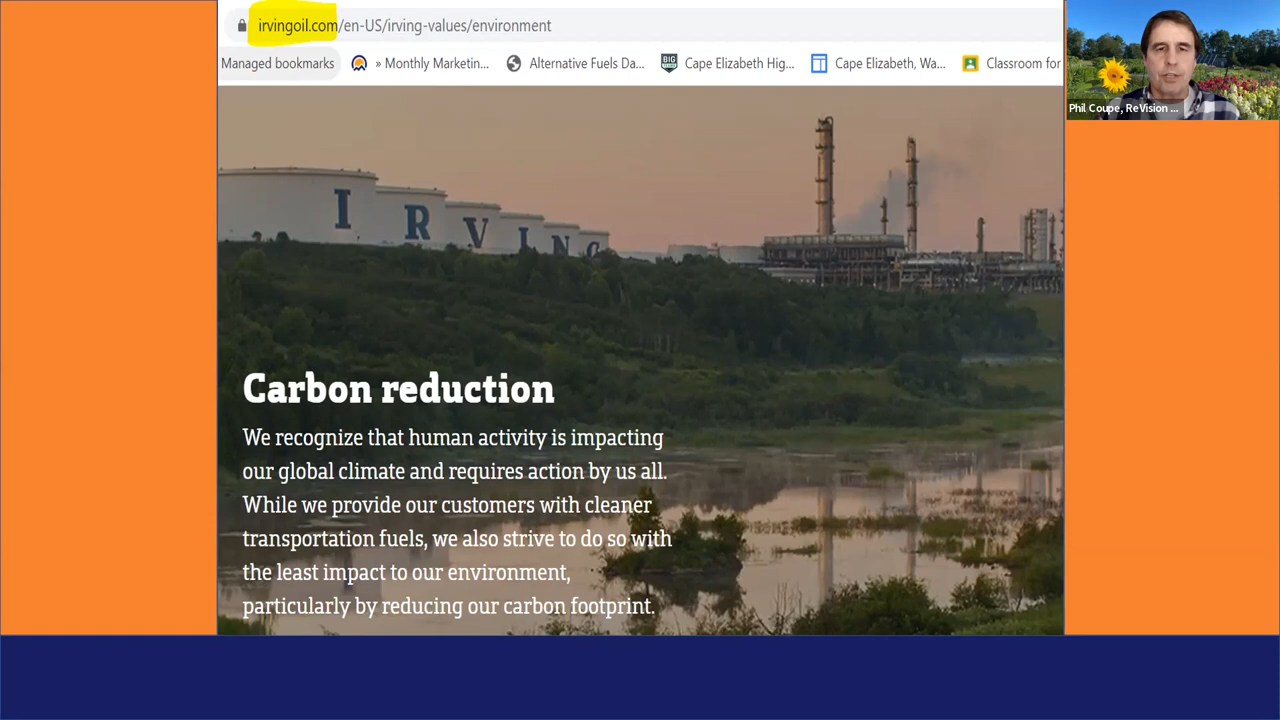 irvingoil.com/en-US/irving-values/environment
Managed bookmarks
» Monthly Marketin...
Alternative Fuels Da...
BIG
Cape Elizabeth Hig...
Cape Elizabeth, Wa...
Classroom for
Phil Coupe, ReVision ...
IRVING
Carbon reduction
We recognize that human activity is impacting
our global climate and requires action by us all.
While we provide our customers with cleaner
transportation fuels, we also strive to do so with
the least impact to our environment,
particularly by reducing our carbon footprint.